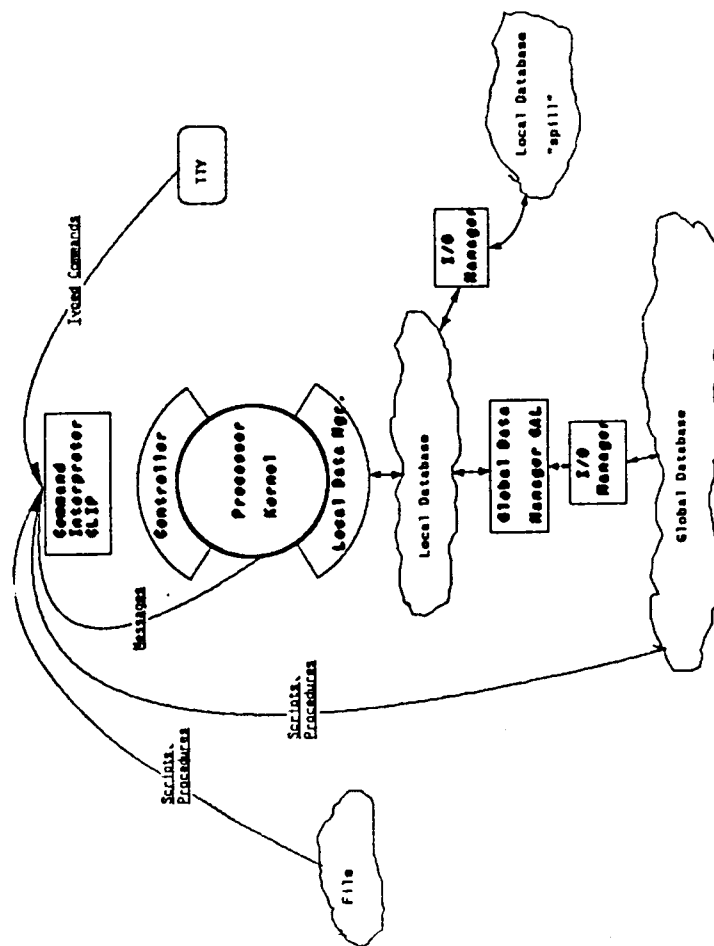 Command
Interpreter
CLIP
Typed Commands
TTY
Messages
Scripts,
Procedures
Scripts,
Procedures
File
Controller
Processor
Kernel
Local Data Mgr.
Local Database
I/O
Manager
Local Database
"spill"
Global Data
Manager GAL
I/O
Manager
Global Database